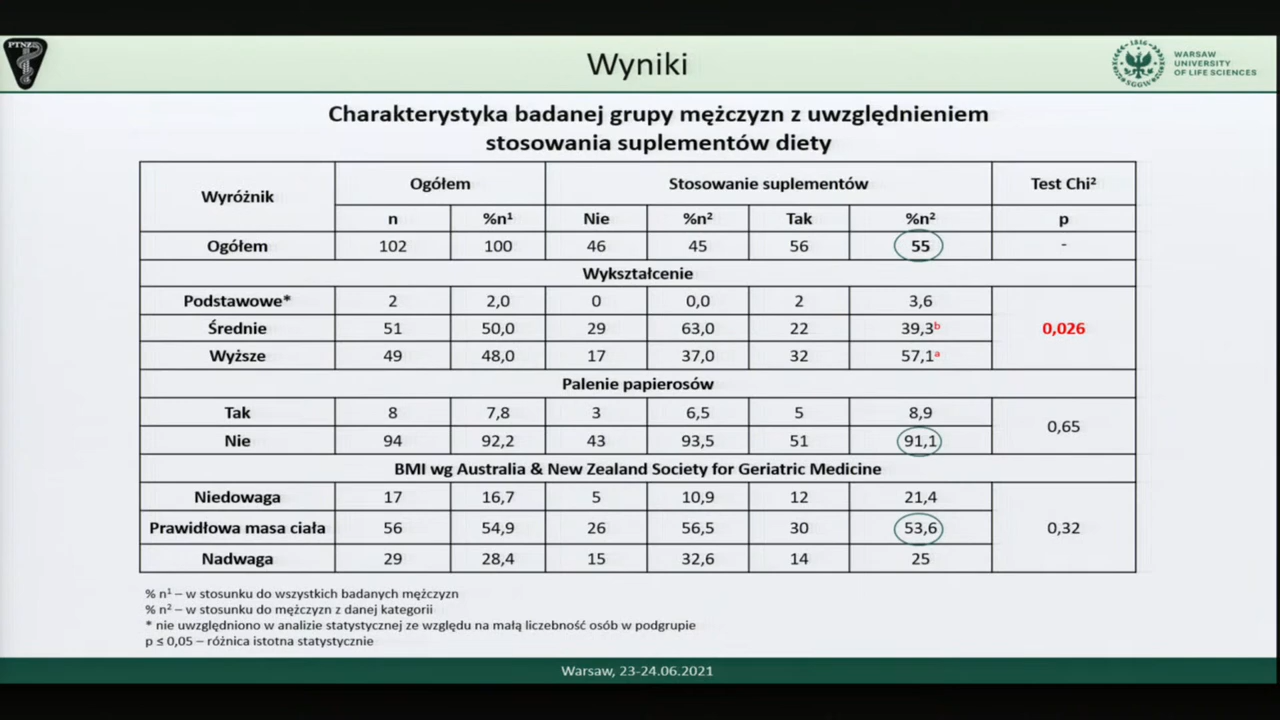 PTNŻ
Wyniki
1816
SGGW
WARSAW
UNIVERSITY
OF LIFE SCIENCES
Charakterystyka badanej grupy mężczyzn z uwzględnieniem
stosowania suplementów diety
Wyróżnik Ogółem Stosowanie suplementów Test Chi²
n %n¹ Nie %n² Tak %n² p
Ogółem 102 100 46 45 56 55 -
Wykształcenie
Podstawowe* 2 2,0 0 0,0 2 3,6
Średnie 51 50,0 29 63,0 22 39,3ᵇ 0,026
Wyższe 49 48,0 17 37,0 32 57,1ᵃ
Palenie papierosów
Tak 8 7,8 3 6,5 5 8,9 0,65
Nie 94 92,2 43 93,5 51 91,1
BMI wg Australia & New Zealand Society for Geriatric Medicine
Niedowaga 17 16,7 5 10,9 12 21,4
Prawidłowa masa ciała 56 54,9 26 56,5 30 53,6 0,32
Nadwaga 29 28,4 15 32,6 14 25
% n¹ – w stosunku do wszystkich badanych mężczyzn
% n² – w stosunku do mężczyzn z danej kategorii
* nie uwzględniono w analizie statystycznej ze względu na małą liczebność osób w podgrupie
p ≤ 0,05 – różnica istotna statystycznie
Warsaw, 23-24.06.2021